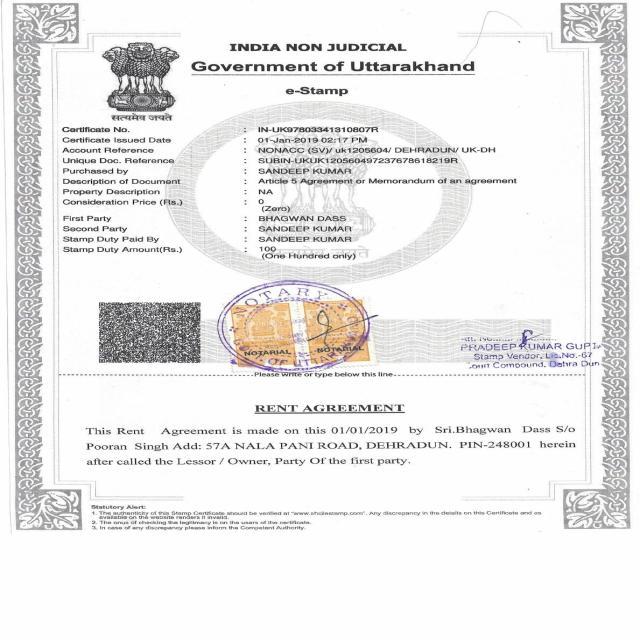 सत्यमेव जयते
INDIA NON JUDICIAL
Government of Uttarakhand
e-Stamp
Certificate No. : IN-UK97803341310807R
Certificate Issued Date : 01-Jan-2019 02:17 PM
Account Reference : NONACC (SV)/ uk1205604/ DEHRADUN/ UK-DH
Unique Doc. Reference : SUBIN-UKUK120560497237678618219R
Purchased by : SANDEEP KUMAR
Description of Document : Article 5 Agreement or Memorandum of an agreement
Property Description : NA
Consideration Price (Rs.) : 0
(Zero)
First Party : BHAGWAN DASS
Second Party : SANDEEP KUMAR
Stamp Duty Paid By : SANDEEP KUMAR
Stamp Duty Amount(Rs.) : 100
(One Hundred only)
NOTARY
NOTARIAL NOTARIAL
PRADEEP KUMAR GUPTA
Stamp Vendor, Lic.No.-67
Court Compound, Dehra Dun
Please write or type below this line
RENT AGREEMENT
This Rent Agreement is made on this 01/01/2019 by Sri.Bhagwan Dass S/o
Pooran Singh Add: 57A NALA PANI ROAD, DEHRADUN. PIN-248001 herein
after called the Lessor / Owner, Party Of the first party.
Statutory Alert:
1. The authenticity of this Stamp Certificate should be verified at "www.shcilestamp.com". Any discrepancy in the details on this Certificate and as
available on the website renders it invalid.
2. The onus of checking the legitimacy is on the users of the certificate.
3. In case of any discrepancy please inform the Competent Authority.